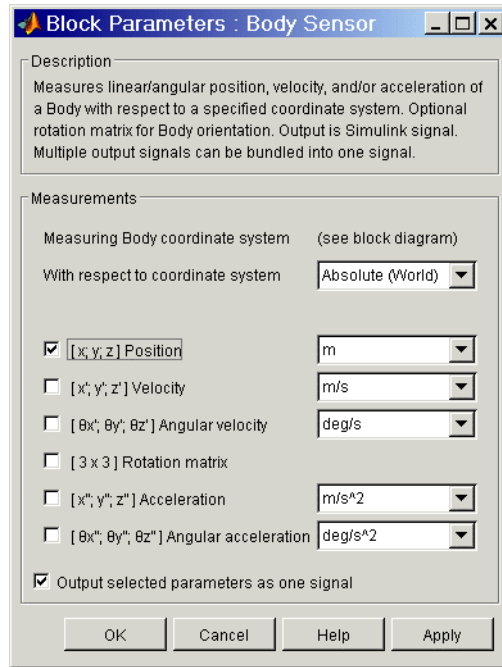 Block Parameters : Body Sensor
Description
Measures linear/angular position, velocity, and/or acceleration of
a Body with respect to a specified coordinate system. Optional
rotation matrix for Body orientation. Output is Simulink signal.
Multiple output signals can be bundled into one signal.
Measurements
Measuring Body coordinate system (see block diagram)
With respect to coordinate system Absolute (World)
[ x; y; z ] Position m
[ x'; y'; z' ] Velocity m/s
[ θx'; θy'; θz' ] Angular velocity deg/s
[ 3 x 3 ] Rotation matrix
[ x"; y"; z" ] Acceleration m/s^2
[ θx"; θy"; θz" ] Angular acceleration deg/s^2
Output selected parameters as one signal
OK Cancel Help Apply